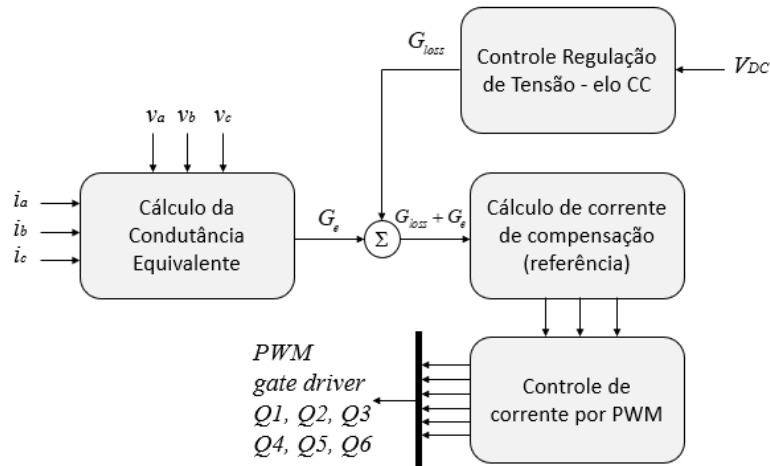 G_loss
Controle Regulação
de Tensão - elo CC
V_DC
v_a v_b v_c
i_a
i_b
i_c
Cálculo da
Condutância
Equivalente
G_e
Σ
G_loss + G_e
Cálculo de corrente
de compensação
(referência)
PWM
gate driver
Q1, Q2, Q3
Q4, Q5, Q6
Controle de
corrente por PWM